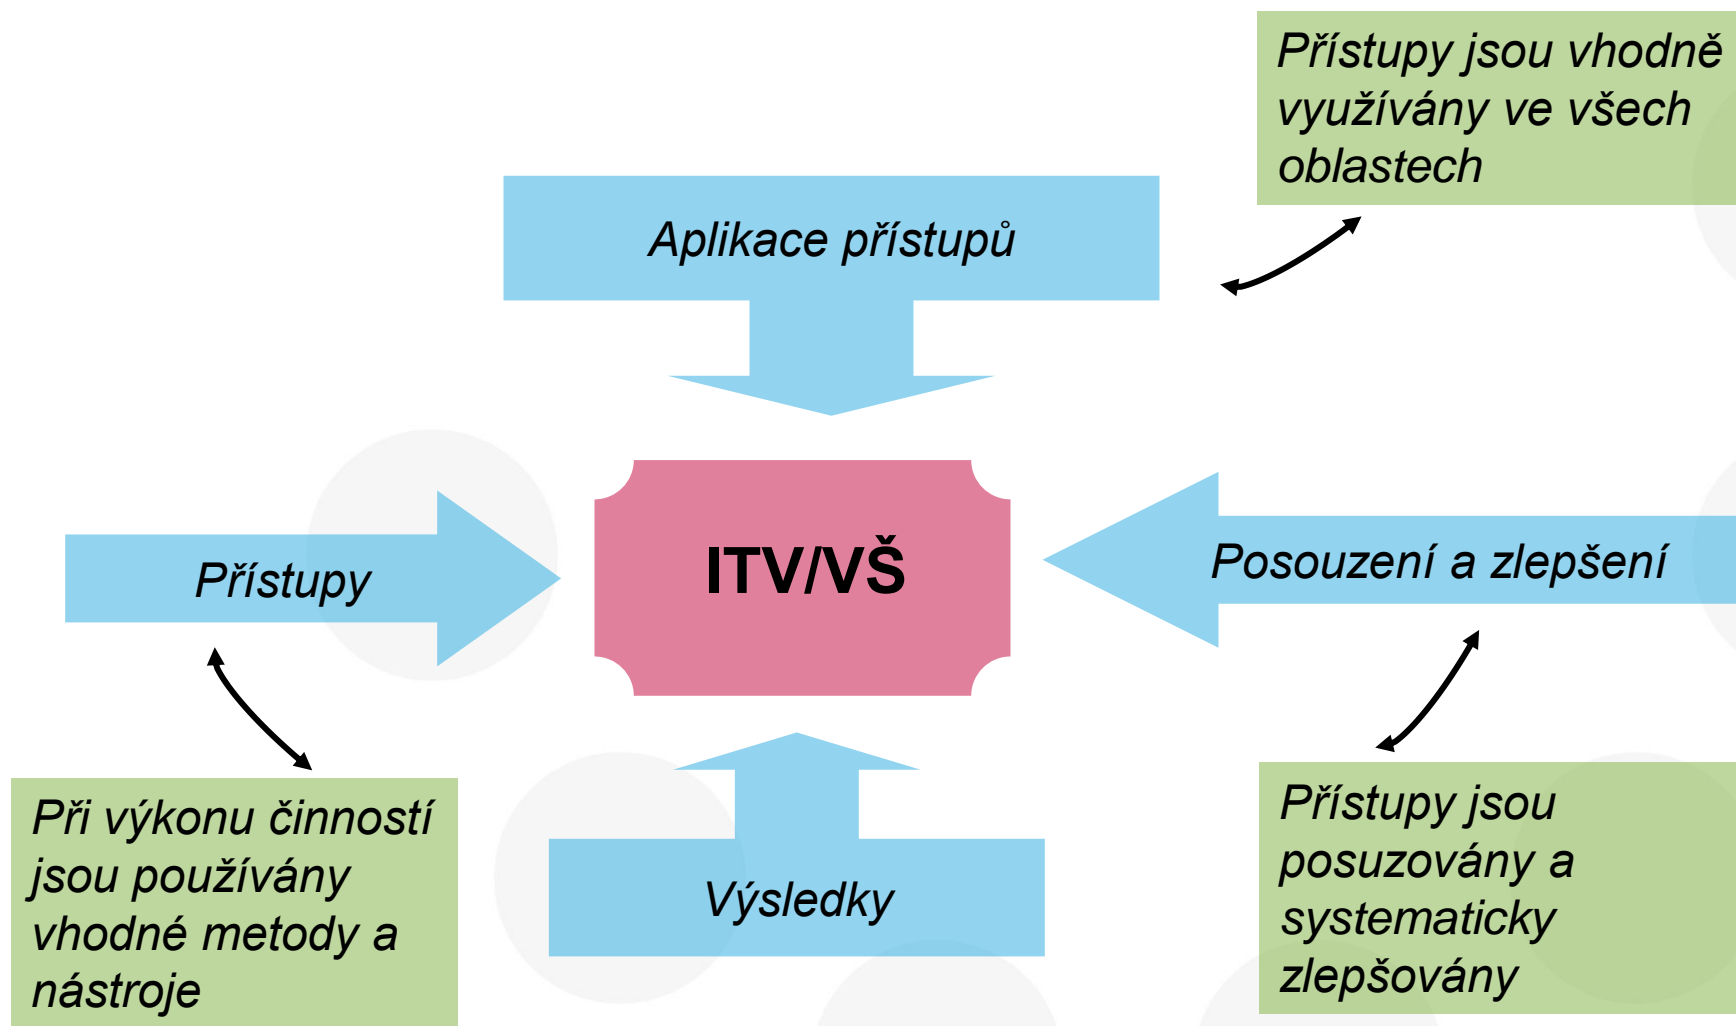 Přístupy jsou vhodně
využívány ve všech
oblastech
Aplikace přístupů
ITV/VŠ
Přístupy
Posouzení a zlepšení
Při výkonu činností
jsou používány
vhodné metody a
nástroje
Výsledky
Přístupy jsou
posuzovány a
systematicky
zlepšovány